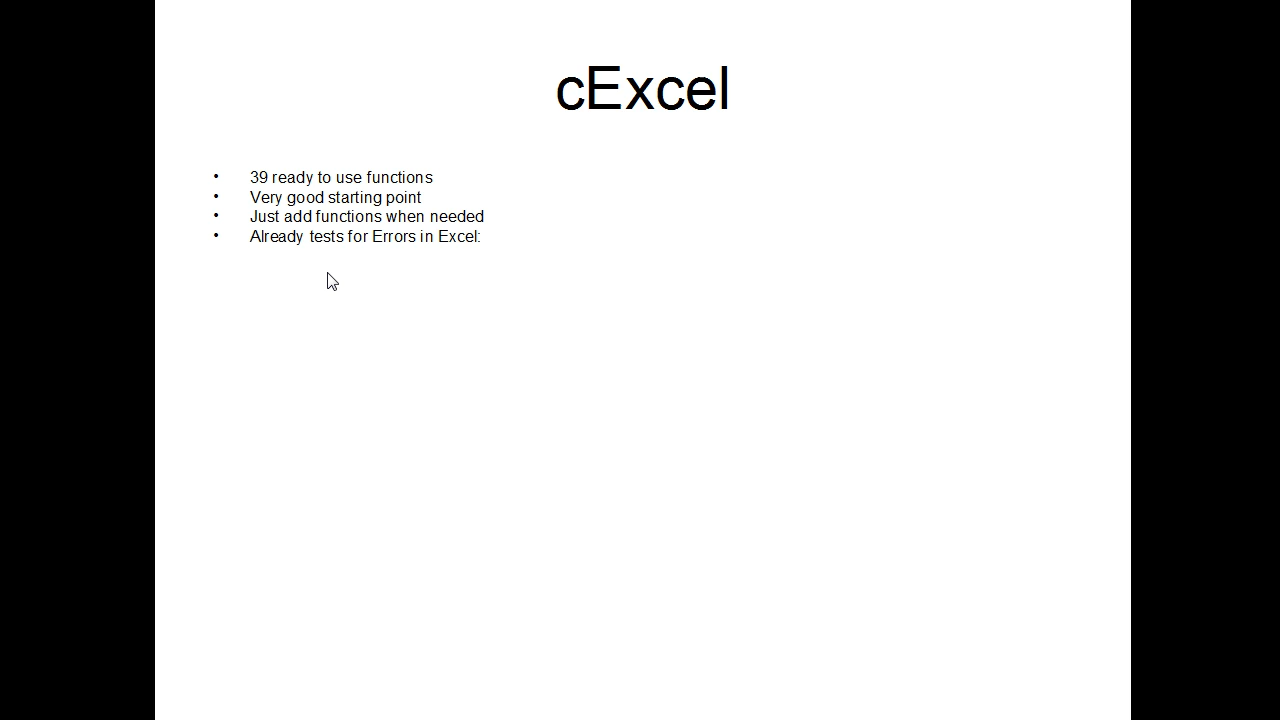 cExcel
• 39 ready to use functions
• Very good starting point
• Just add functions when needed
• Already tests for Errors in Excel: